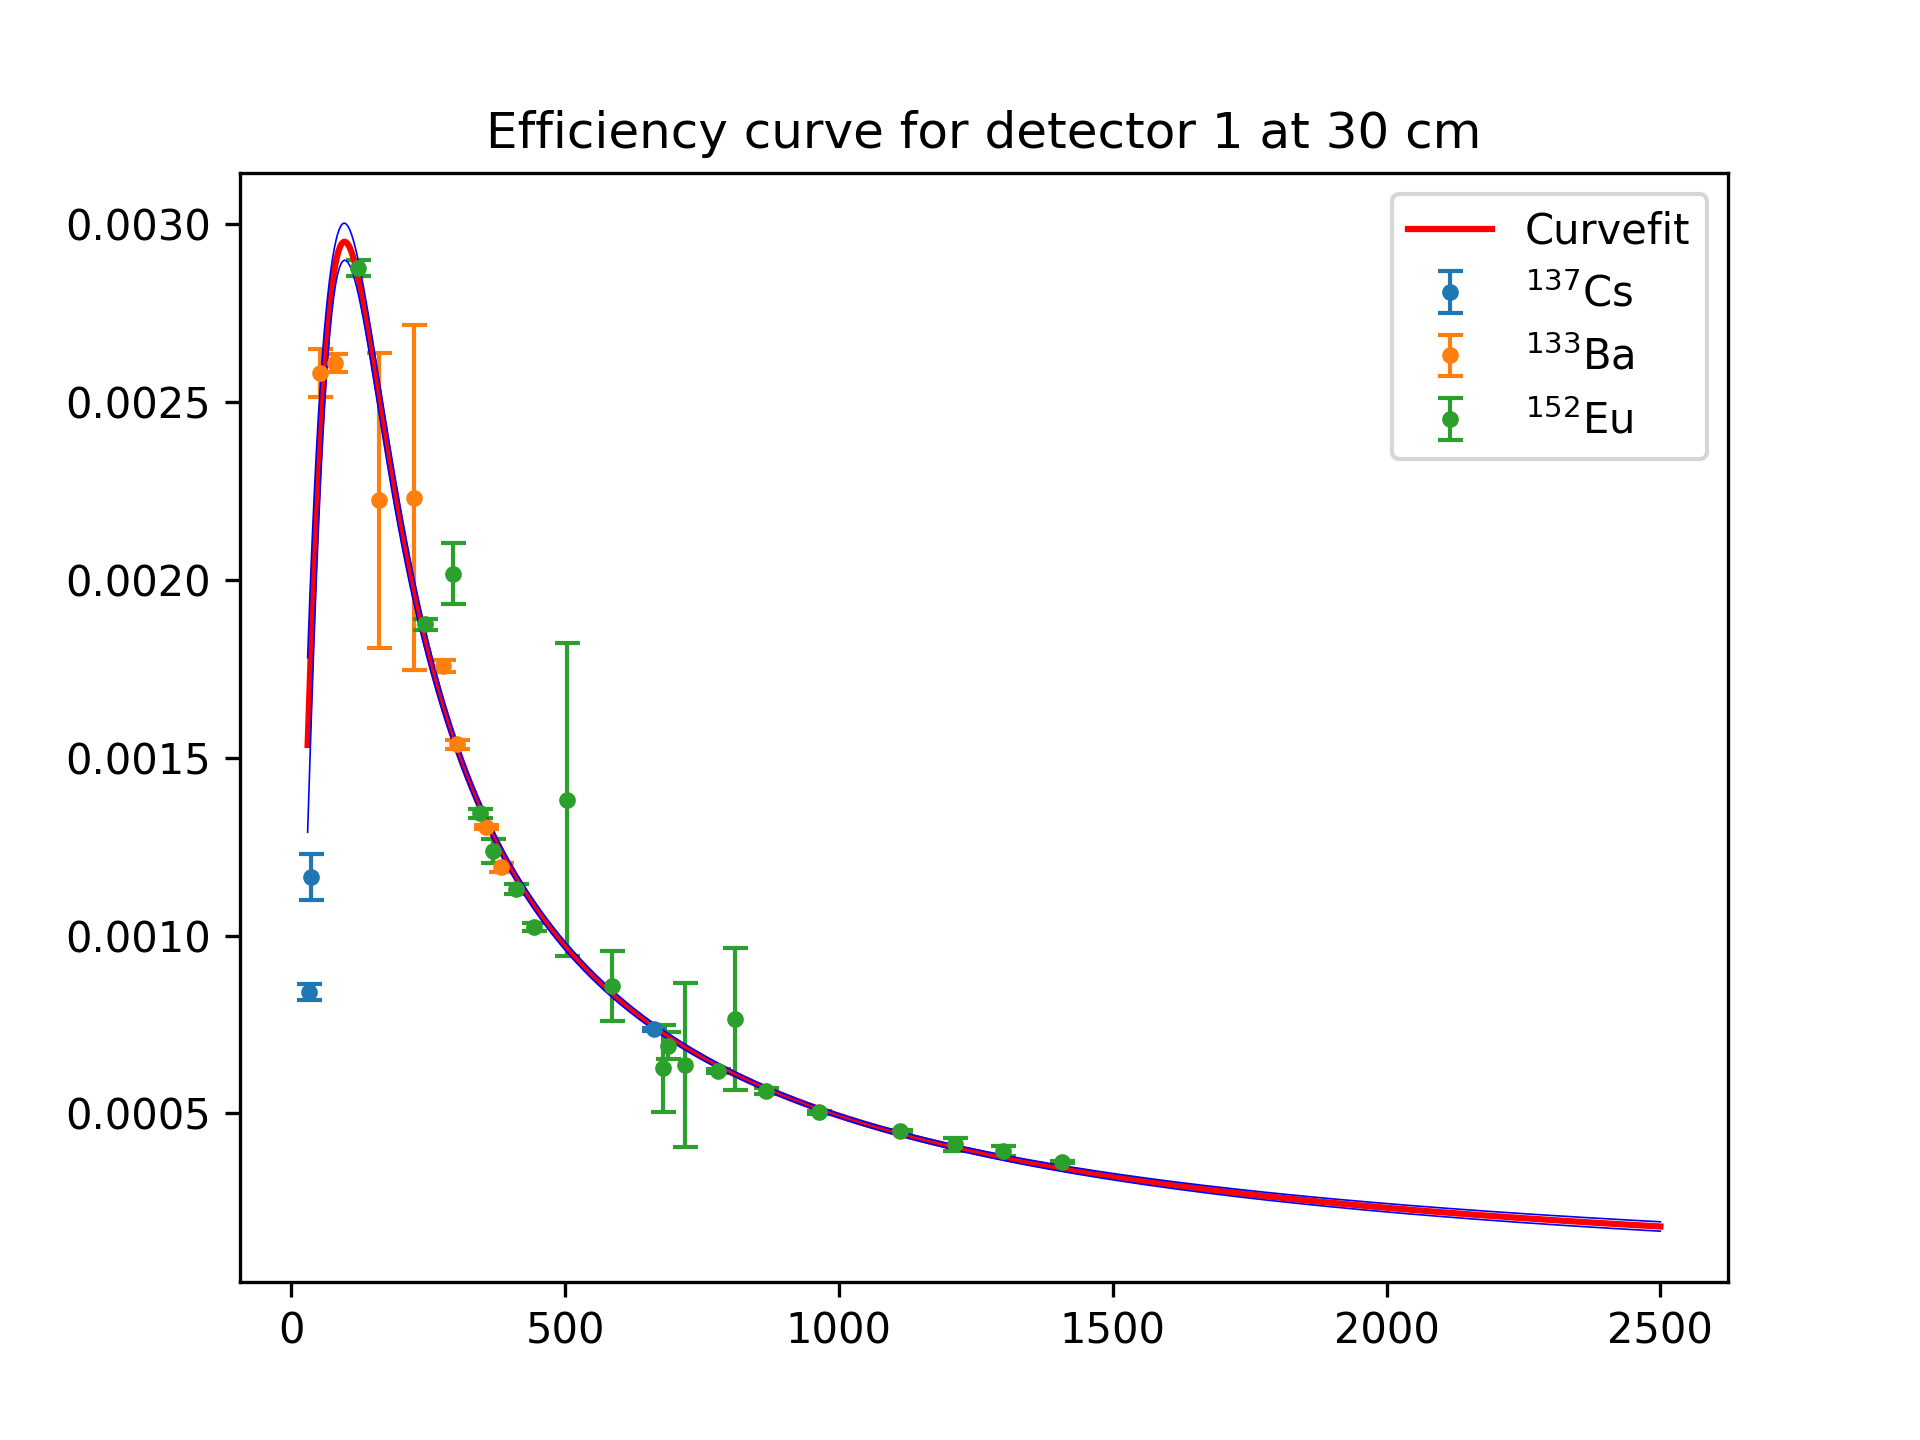 Efficiency curve for detector 1 at 30 cm
0.0030
0.0025
0.0020
0.0015
0.0010
0.0005
Curvefit
¹³⁷Cs
¹³³Ba
¹⁵²Eu
0 500 1000 1500 2000 2500